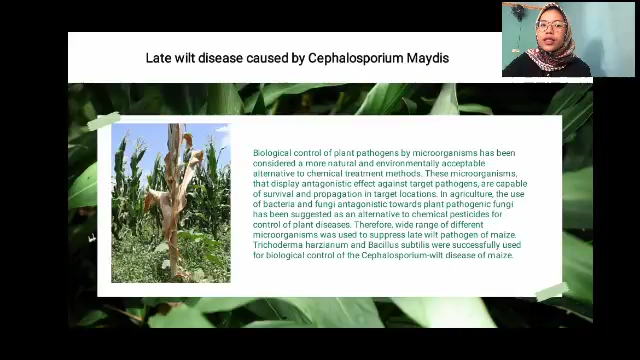 Late wilt disease caused by Cephalosporium Maydis
Biological control of plant pathogens by microorganisms has been
considered a more natural and environmentally acceptable
alternative to chemical treatment methods. These microorganisms,
that display antagonistic effect against target pathogens, are capable
of survival and propagation in target locations. In agriculture, the use
of bacteria and fungi antagonistic towards plant pathogenic fungi
has been suggested as an alternative to chemical pesticides for
control of plant diseases. Therefore, wide range of different
microorganisms was used to suppress late wilt pathogen of maize.
Trichoderma harzianum and Bacillus subtilis were successfully used
for biological control of the Cephalosporium-wilt disease of maize.